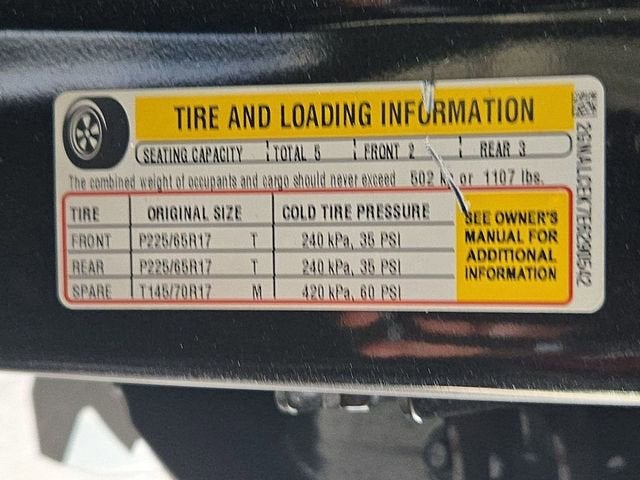 TIRE AND LOADING INFORMATION
SEATING CAPACITY TOTAL 5 FRONT 2 REAR 3
The combined weight of occupants and cargo should never exceed 502 kg or 1107 lbs.
TIRE ORIGINAL SIZE COLD TIRE PRESSURE
FRONT P225/65R17 T 240 kPa, 35 PSI
REAR P225/65R17 T 240 kPa, 35 PSI
SPARE T145/70R17 M 420 kPa, 60 PSI
SEE OWNER'S
MANUAL FOR
ADDITIONAL
INFORMATION